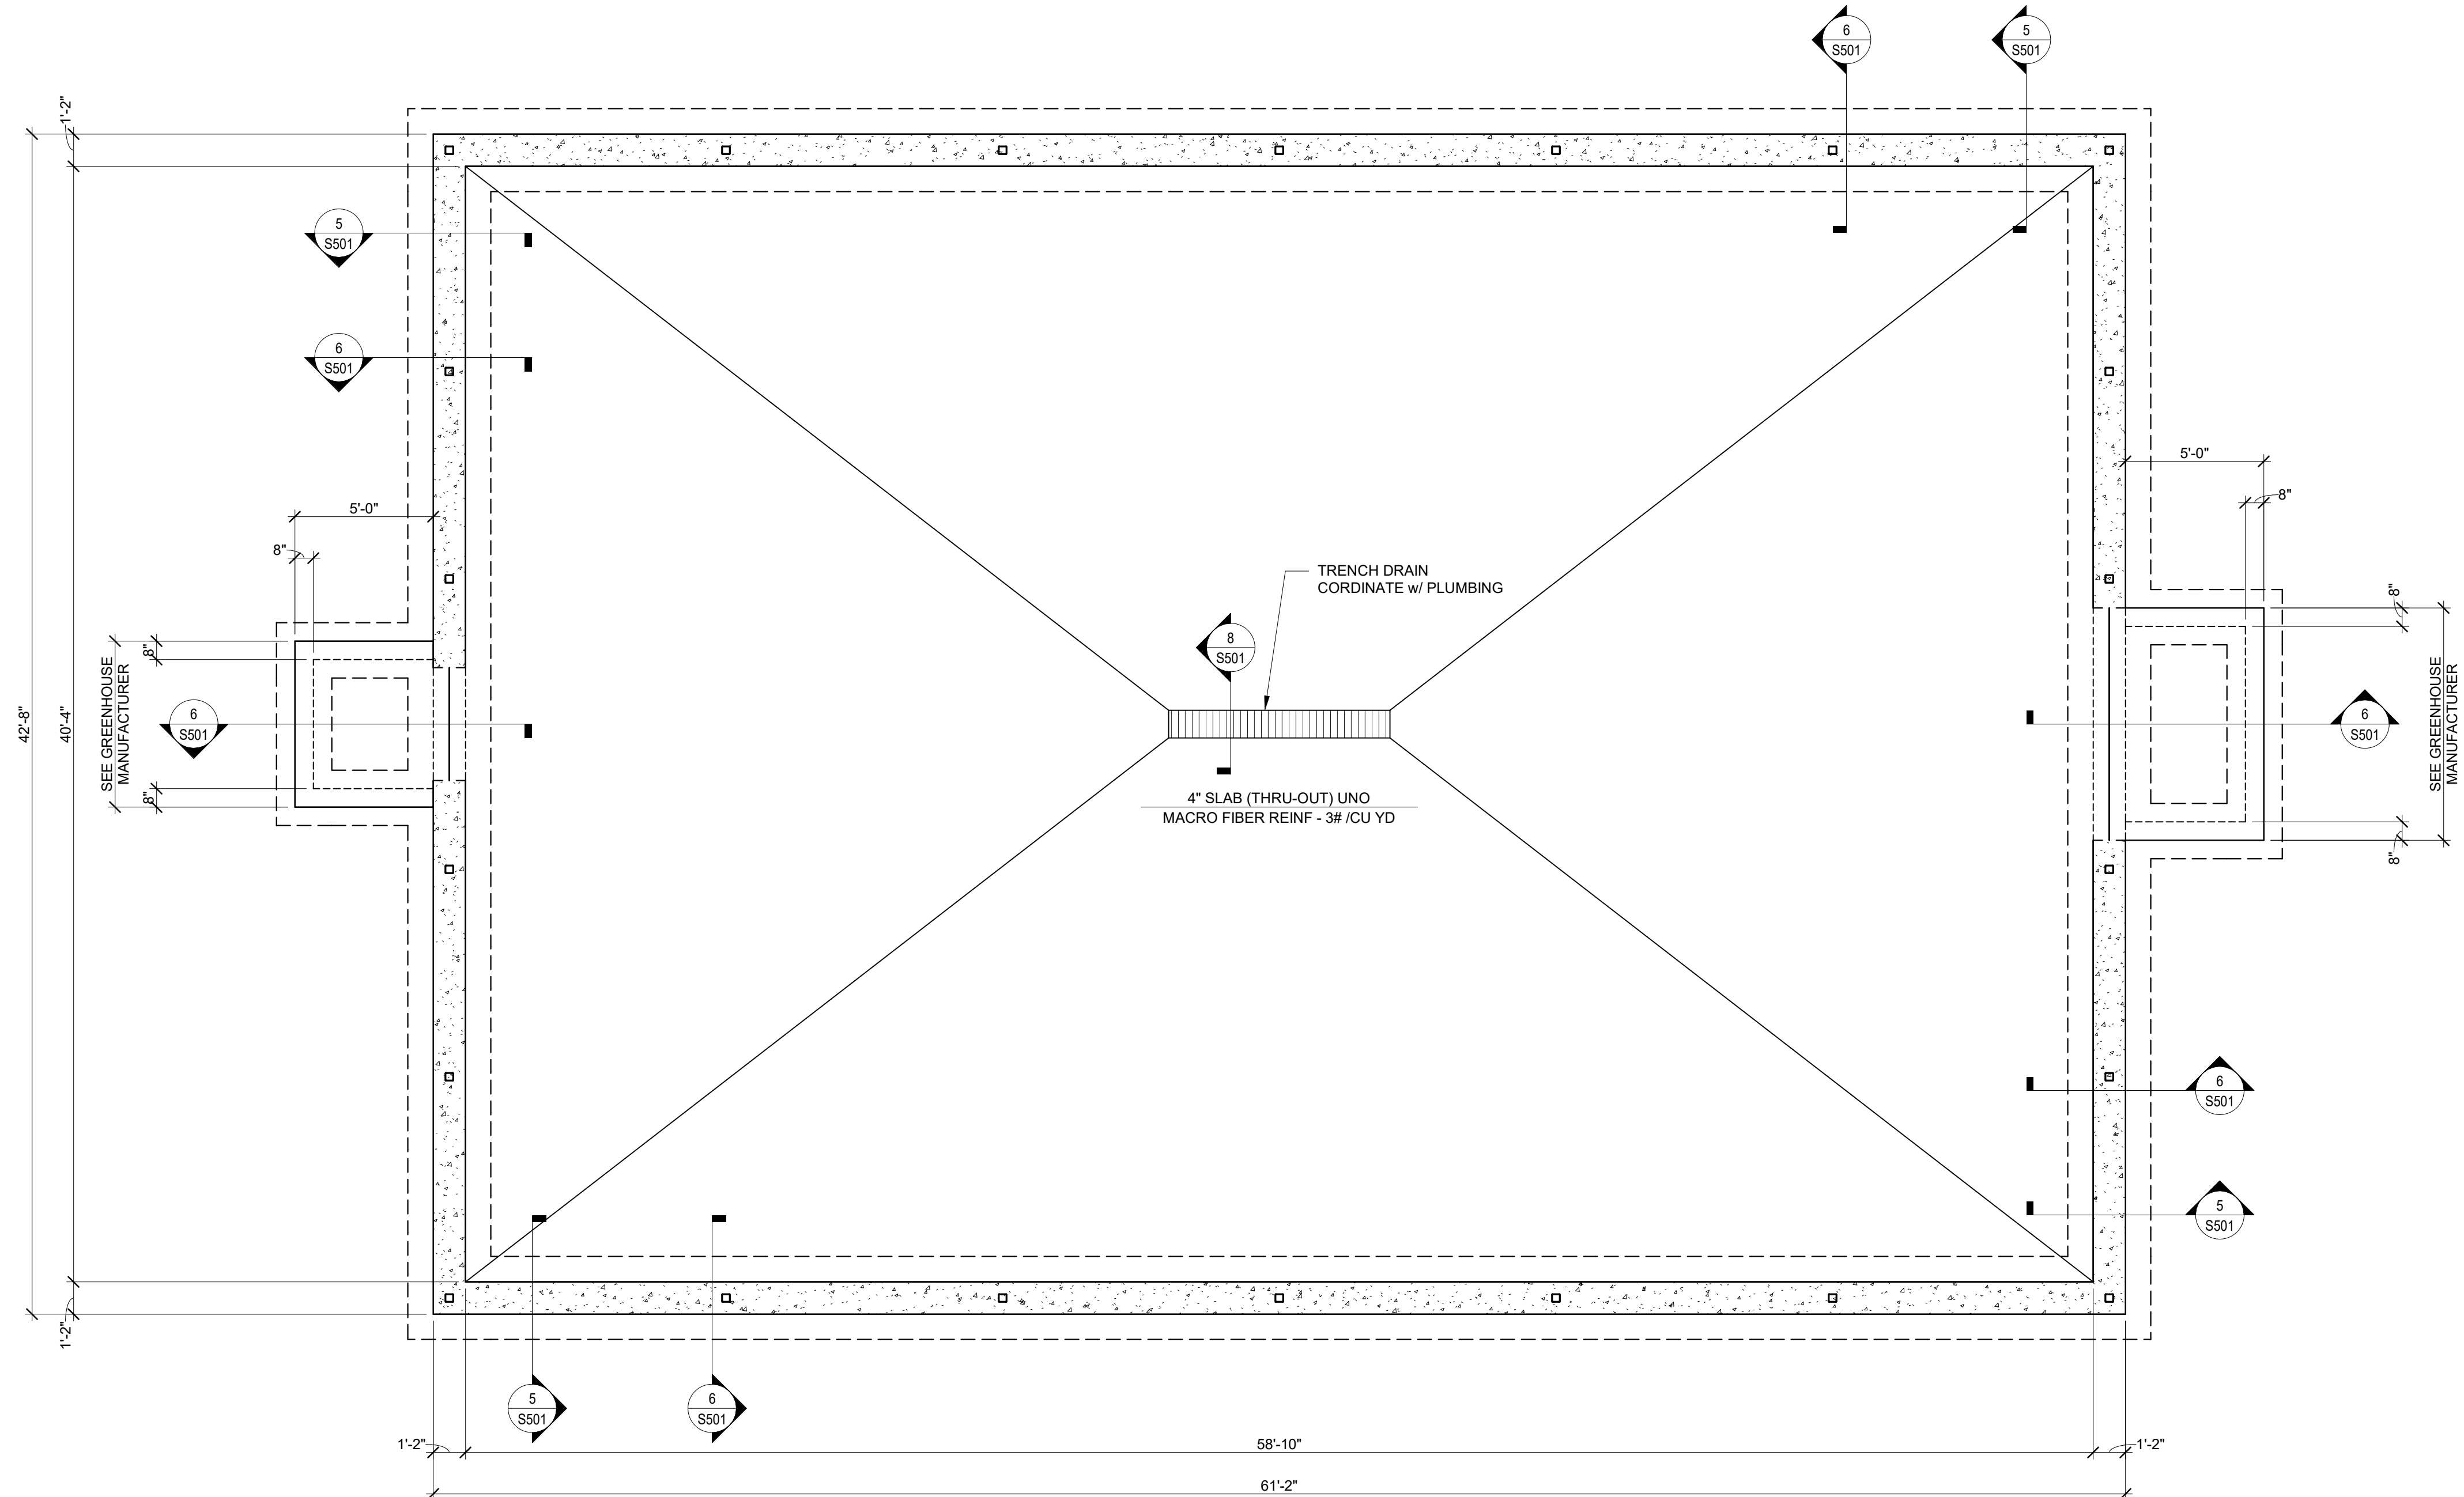 6
S501
5
S501
1'-2"
5
S501
6
S501
5'-0"
8"
5'-0"
8"
TRENCH DRAIN
CORDINATE w/ PLUMBING
8
S501
8"
8"
SEE GREENHOUSE
MANUFACTURER
6
S501
8"
42'-8"
40'-4"
4" SLAB (THRU-OUT) UNO
MACRO FIBER REINF - 3# /CU YD
6
S501
8"
SEE GREENHOUSE
MANUFACTURER
6
S501
5
S501
1'-2"
5
S501
6
S501
1'-2"
58'-10"
1'-2"
61'-2"